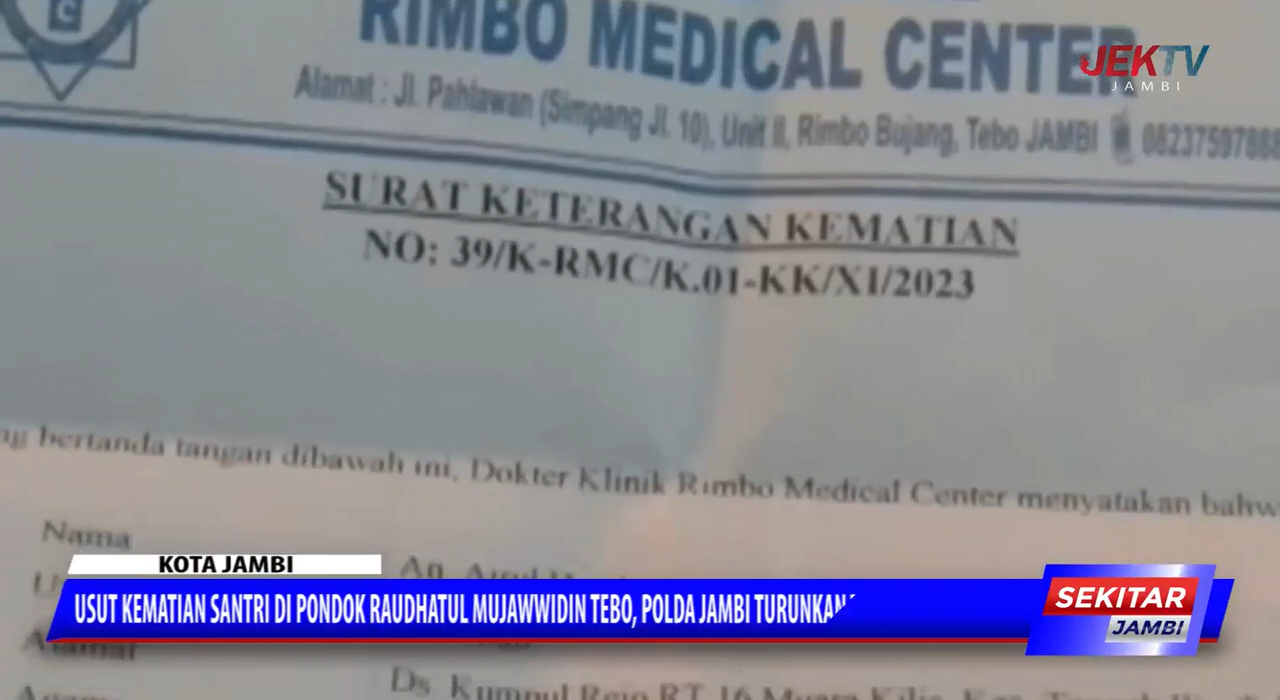 C
RIMBO MEDICAL CENTER
JEKTV
JAMBI
Alamat : Jl. Pahlawan (Simpang Jl. 10), Unit II, Rimbo Bujang, Tebo JAMBI
SURAT KETERANGAN KEMATIAN
NO: 39/K-RMC/K.01-KK/XI/2023
bertanda tangan dibawah ini, Dokter Klinik Rimbo Medical Center menyatakan
Nama
An.
KOTA JAMBI
USUT KEMATIAN SANTRI DI PONDOK RAUDHATUL MUJAWWIDIN TEBO, POLDA JAMBI TURUNKAN
SEKITAR
JAMBI
Alamat
Ds. Kumpul Rejo RT 16 Muara Kilis, Kec.